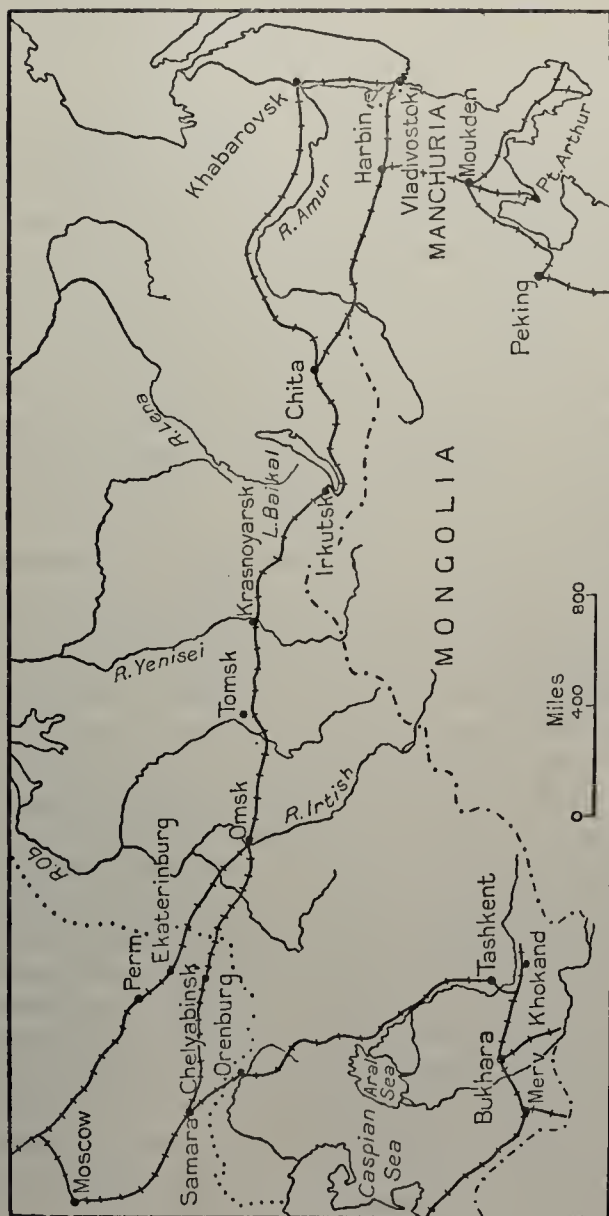 Moscow
Perm
Ekaterinburg
Samara
Chelyabinsk
Orenburg
R.Ob
Omsk
R.Irtish
Tomsk
R.Yenisei
Krasnoyarsk
L.Baikal
R.Lena
Irkutsk
Chita
R.Amur
Khabarovsk
Harbin
Vladivostok
MANCHURIA
Moukden
Pt.Arthur
Peking
MONGOLIA
Caspian
Sea
Aral
Sea
Tashkent
Khokand
Bukhara
Merv
Miles
0 400 800